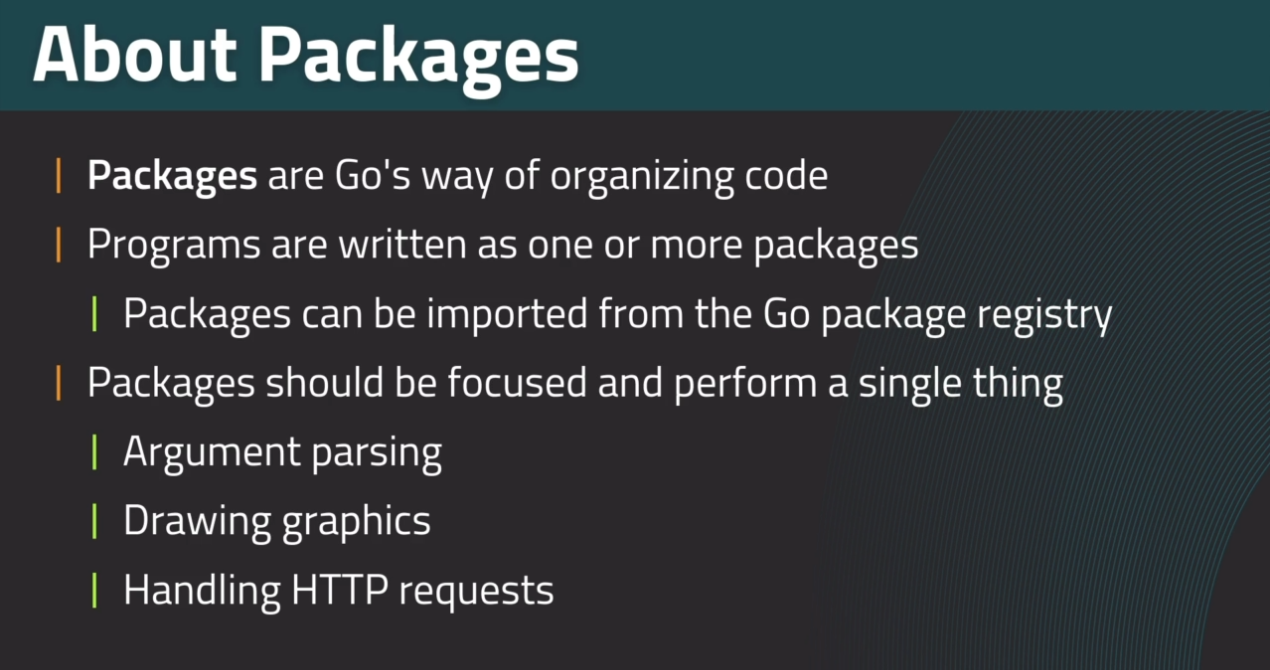 About Packages
Packages are Go's way of organizing code
Programs are written as one or more packages
Packages can be imported from the Go package registry
Packages should be focused and perform a single thing
Argument parsing
Drawing graphics
Handling HTTP requests